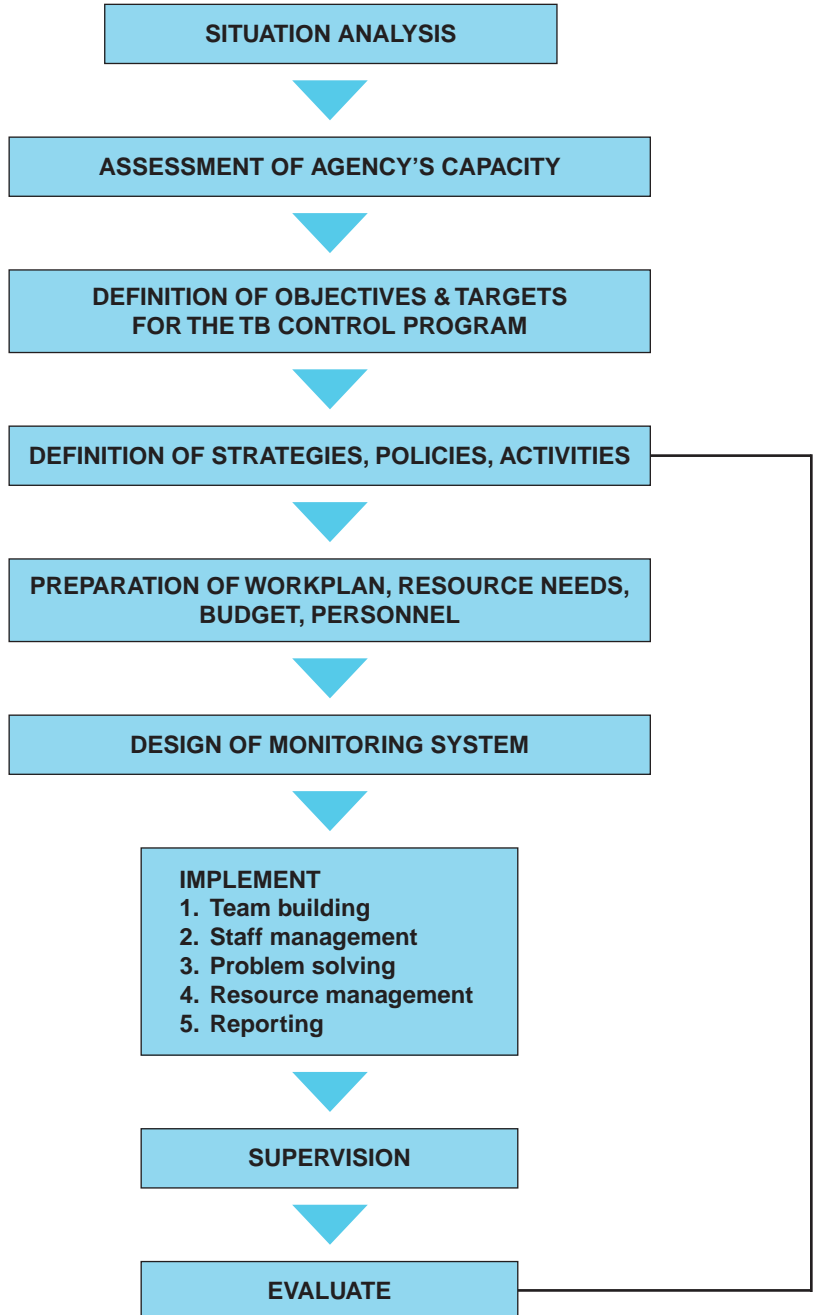 SITUATION ANALYSIS
ASSESSMENT OF AGENCY’S CAPACITY
DEFINITION OF OBJECTIVES & TARGETS
FOR THE TB CONTROL PROGRAM
DEFINITION OF STRATEGIES, POLICIES, ACTIVITIES
PREPARATION OF WORKPLAN, RESOURCE NEEDS,
BUDGET, PERSONNEL
DESIGN OF MONITORING SYSTEM
IMPLEMENT
1. Team building
2. Staff management
3. Problem solving
4. Resource management
5. Reporting
SUPERVISION
EVALUATE